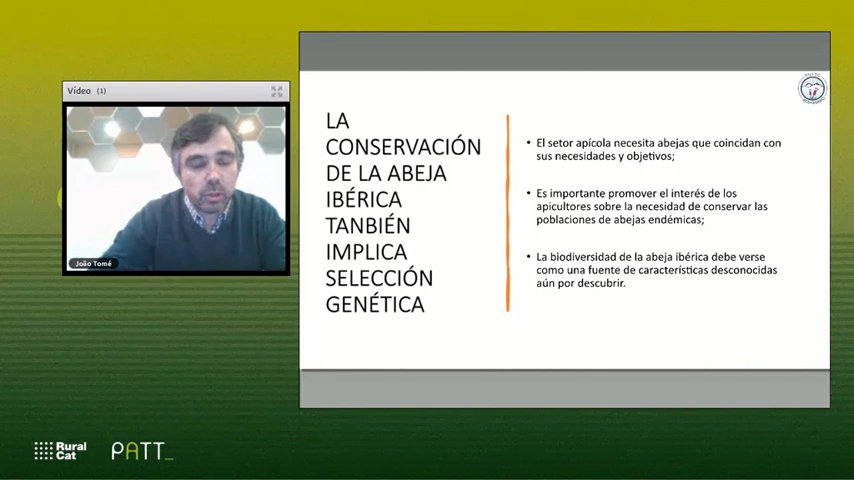 Vídeo (1)
João Tomé
LA
CONSERVACIÓN
DE LA ABEJA
IBÉRICA
TANBIÉN
IMPLICA
SELECCIÓN
GENÉTICA
• El setor apícola necesita abejas que coincidan con
sus necesidades y objetivos;
• Es importante promover el interés de los
apicultores sobre la necesidad de conservar las
poblaciones de abejas endémicas;
• La biodiversidad de la abeja ibérica debe verse
como una fuente de características desconocidas
aún por descubrir.
Rural
Cat
PATT_